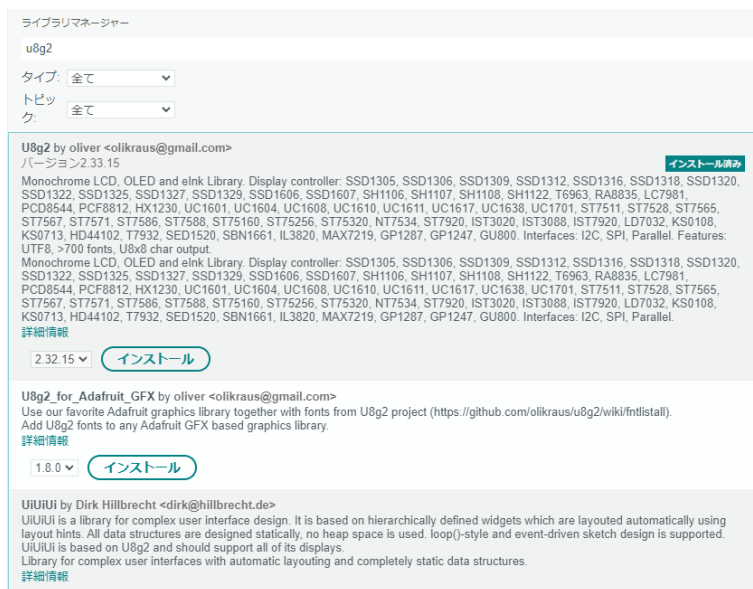 ライブラリマネージャー
u8g2
タイプ: 全て
トピッ
ク: 全て
U8g2 by oliver <olikraus@gmail.com>
バージョン2.33.15 インストール済み
Monochrome LCD, OLED and eInk Library. Display controller: SSD1305, SSD1306, SSD1309, SSD1312, SSD1316, SSD1318, SSD1320,
SSD1322, SSD1325, SSD1327, SSD1329, SSD1606, SSD1607, SH1106, SH1107, SH1108, SH1122, T6963, RA8835, LC7981,
PCD8544, PCF8812, HX1230, UC1601, UC1604, UC1608, UC1610, UC1611, UC1617, UC1638, UC1701, ST7511, ST7528, ST7565,
ST7567, ST7571, ST7586, ST7588, ST75160, ST75256, ST75320, NT7534, ST7920, IST3020, IST3088, IST7920, LD7032, KS0108,
KS0713, HD44102, T7932, SED1520, SBN1661, IL3820, MAX7219, GP1287, GP1247, GU800. Interfaces: I2C, SPI, Parallel. Features:
UTF8, >700 fonts, U8x8 char output.
Monochrome LCD, OLED and eInk Library. Display controller: SSD1305, SSD1306, SSD1309, SSD1312, SSD1316, SSD1318, SSD1320,
SSD1322, SSD1325, SSD1327, SSD1329, SSD1606, SSD1607, SH1106, SH1107, SH1108, SH1122, T6963, RA8835, LC7981,
PCD8544, PCF8812, HX1230, UC1601, UC1604, UC1608, UC1610, UC1611, UC1617, UC1638, UC1701, ST7511, ST7528, ST7565,
ST7567, ST7571, ST7586, ST7588, ST75160, ST75256, ST75320, NT7534, ST7920, IST3020, IST3088, IST7920, LD7032, KS0108,
KS0713, HD44102, T7932, SED1520, SBN1661, IL3820, MAX7219, GP1287, GP1247, GU800. Interfaces: I2C, SPI, Parallel.
詳細情報
2.32.15 インストール
U8g2_for_Adafruit_GFX by oliver <olikraus@gmail.com>
Use our favorite Adafruit graphics library together with fonts from U8g2 project (https://github.com/olikraus/u8g2/wiki/fntlistall).
Add U8g2 fonts to any Adafruit GFX based graphics library.
詳細情報
1.8.0 インストール
UiUiUi by Dirk Hillbrecht <dirk@hillbrecht.de>
UiUiUi is a library for complex user interface design. It is based on hierarchically defined widgets which are layouted automatically using
layout hints. All data structures are designed statically, no heap space is used. loop()-style and event-driven sketch design is supported.
UiUiUi is based on U8g2 and should support all of its displays.
Library for complex user interfaces with automatic layouting and completely static data structures.
詳細情報